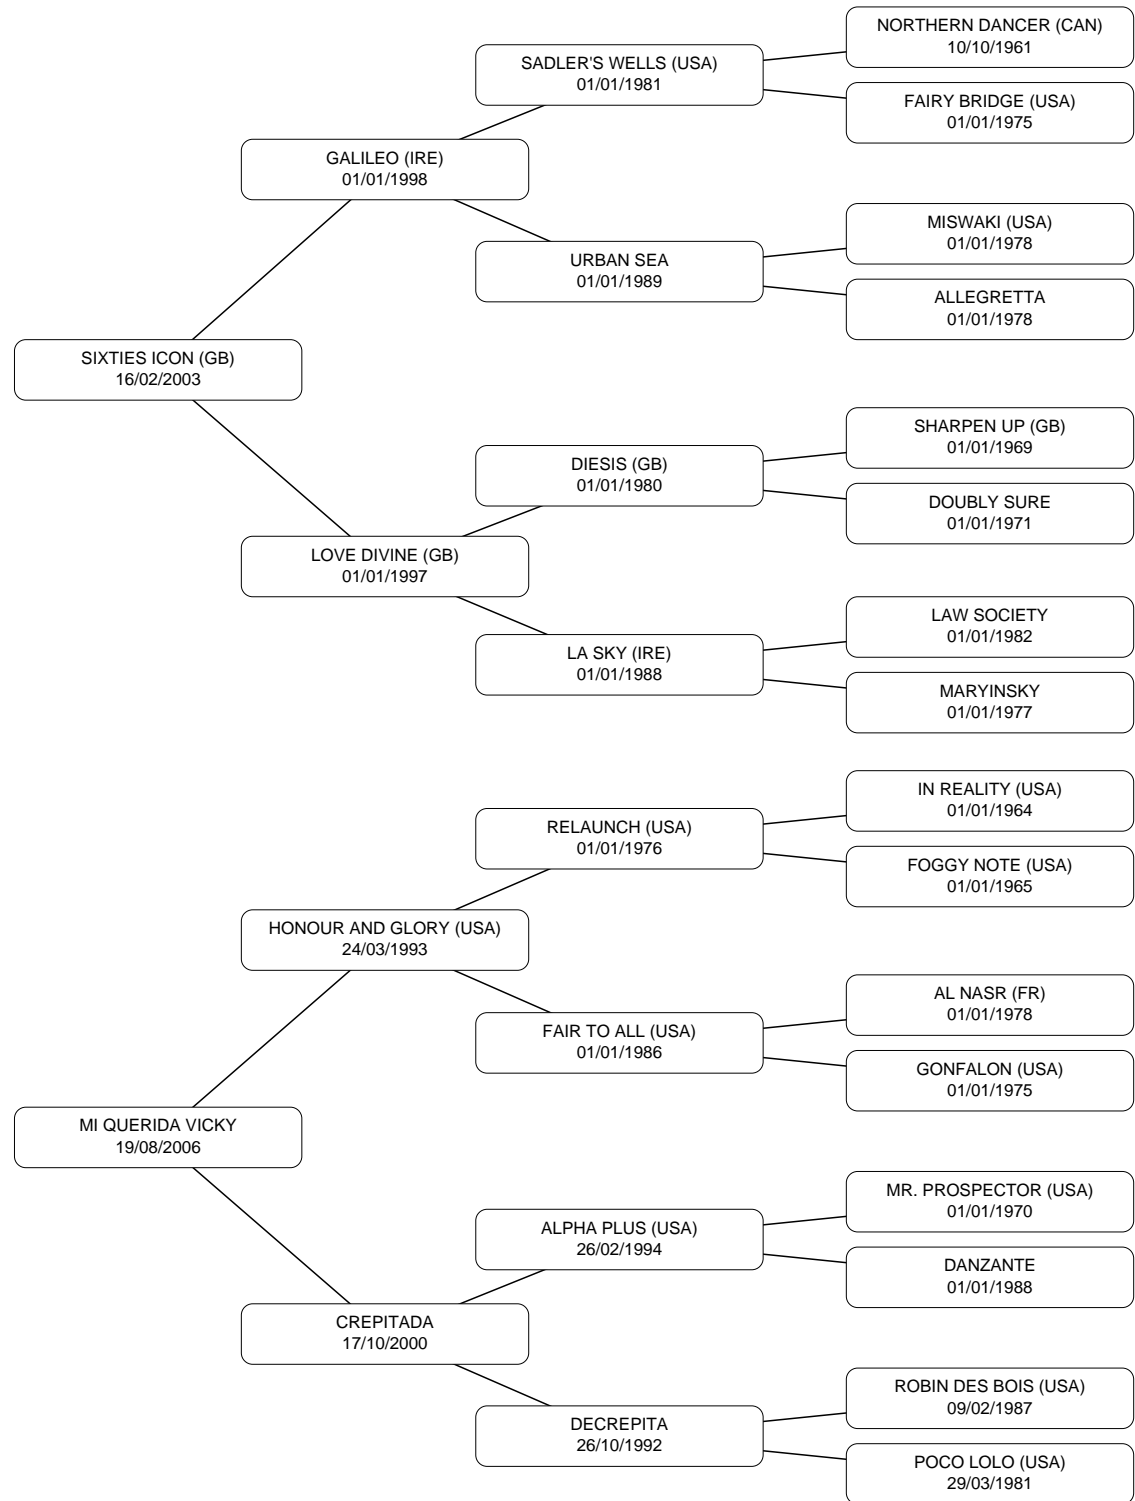 NORTHERN DANCER (CAN)
10/10/1961
SADLER'S WELLS (USA)
01/01/1981
FAIRY BRIDGE (USA)
01/01/1975
GALILEO (IRE)
01/01/1998
MISWAKI (USA)
01/01/1978
URBAN SEA
01/01/1989
ALLEGRETTA
01/01/1978
SIXTIES ICON (GB)
16/02/2003
SHARPEN UP (GB)
01/01/1969
DIESIS (GB)
01/01/1980
DOUBLY SURE
01/01/1971
LOVE DIVINE (GB)
01/01/1997
LAW SOCIETY
01/01/1982
LA SKY (IRE)
01/01/1988
MARYINSKY
01/01/1977
IN REALITY (USA)
01/01/1964
RELAUNCH (USA)
01/01/1976
FOGGY NOTE (USA)
01/01/1965
HONOUR AND GLORY (USA)
24/03/1993
AL NASR (FR)
01/01/1978
FAIR TO ALL (USA)
01/01/1986
GONFALON (USA)
01/01/1975
MI QUERIDA VICKY
19/08/2006
MR. PROSPECTOR (USA)
01/01/1970
ALPHA PLUS (USA)
26/02/1994
DANZANTE
01/01/1988
CREPITADA
17/10/2000
ROBIN DES BOIS (USA)
09/02/1987
DECREPITA
26/10/1992
POCO LOLO (USA)
29/03/1981